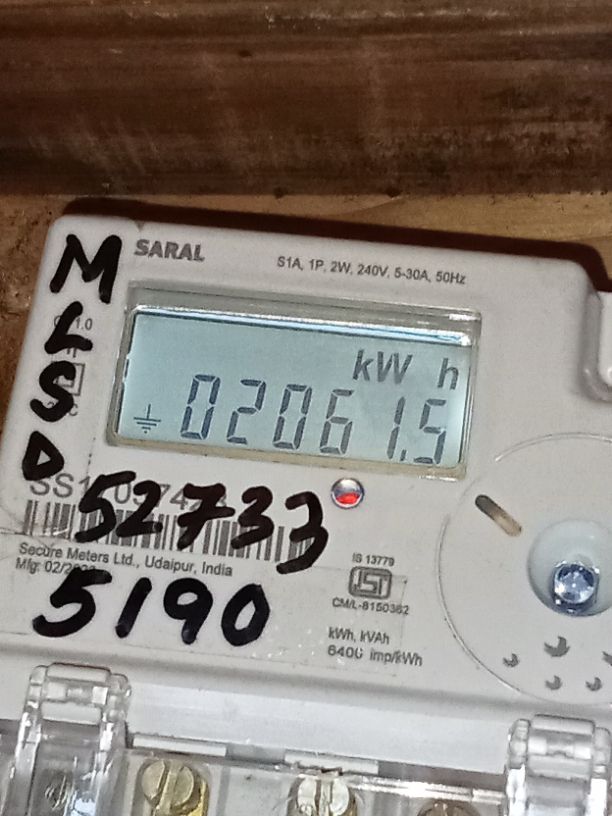 SARAL
S1A, 1P, 2W, 240V, 5-30A, 50Hz
MLSD
kW h
02061.5
52733
Secure Meters Ltd., Udaipur, India
5190
IS 13779
ISI
CM/L-8150362
kWh, kVAh
6400 imp/kWh